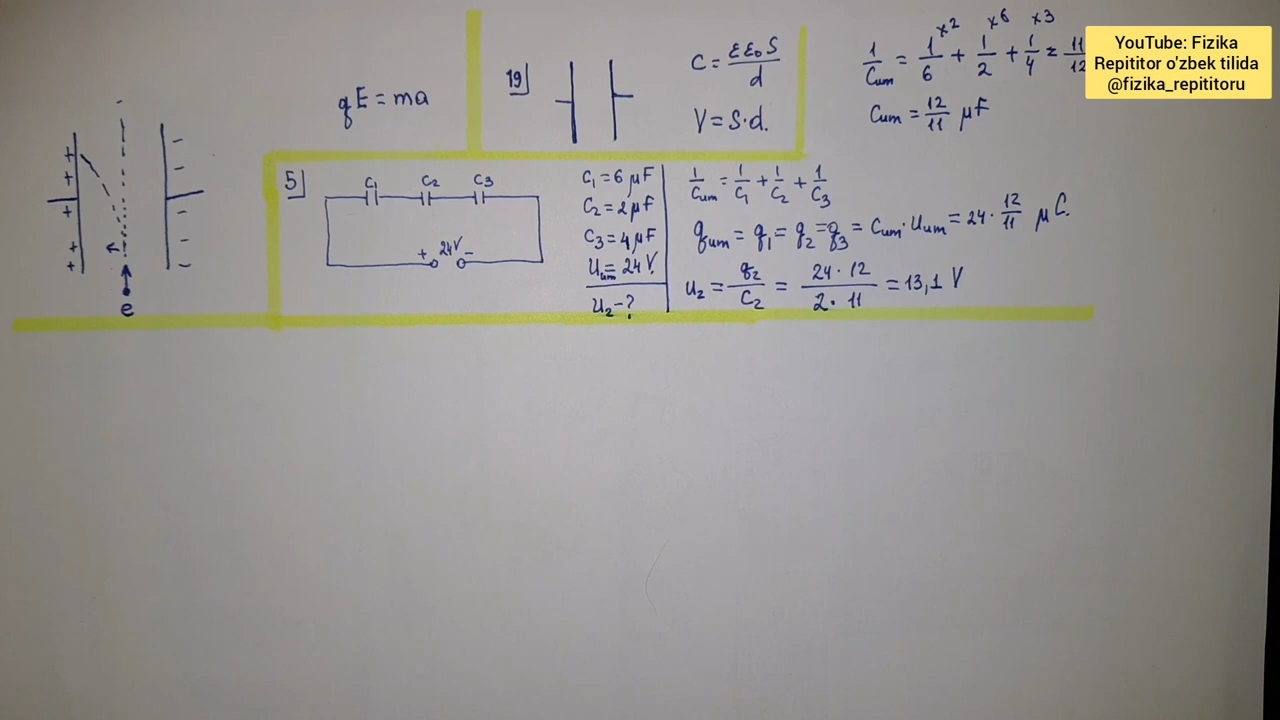 YouTube: Fizika
Repititor o'zbek tilida
@fizika_repititoru
qE = ma
+ + + + +
- - - - -
e
19
C = εε₀S / d
V = S·d.
×2 ×6 ×3
1/Cum = 1/6 + 1/2 + 1/4 = 11/12
Cum = 12/11 μF
5
C₁ C₂ C₃
+ 24V -
C₁ = 6 μF
C₂ = 2 μF
C₃ = 4 μF
Uum = 24 V.
U₂ - ?
1/Cum = 1/C₁ + 1/C₂ + 1/C₃
qum = q₁ = q₂ = q₃ = Cum · Uum = 24 · 12/11 μC.
U₂ = q₂/C₂ = 24·12 / 2·11 = 13,1 V